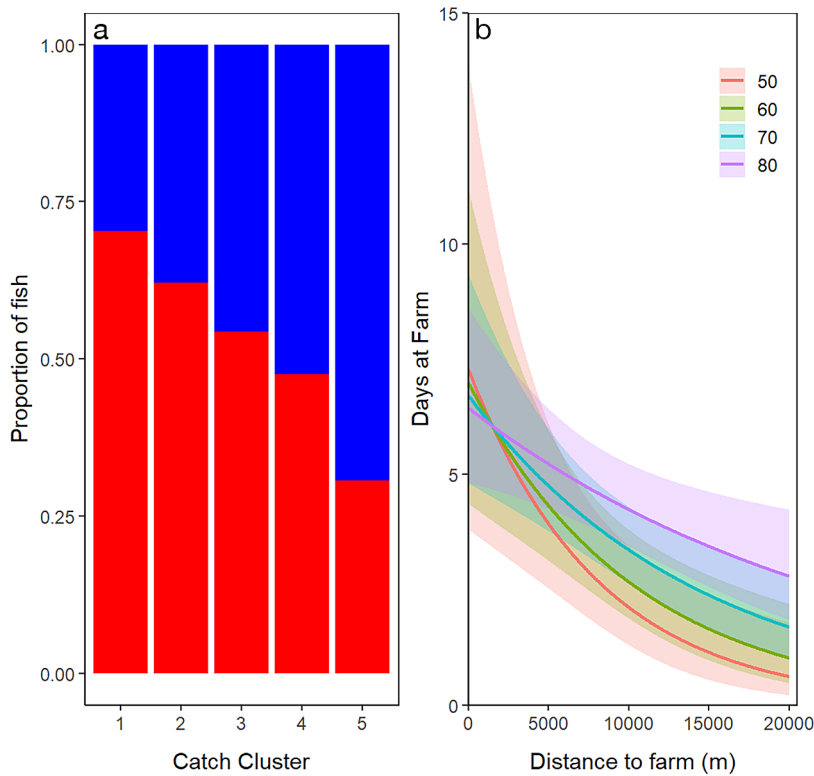 a
1.00
0.75
0.50
0.25
0.00
Proportion of fish
1 2 3 4 5
Catch Cluster
b
15
10
5
0
Days at Farm
50
60
70
80
0 5000 10000 15000 20000
Distance to farm (m)